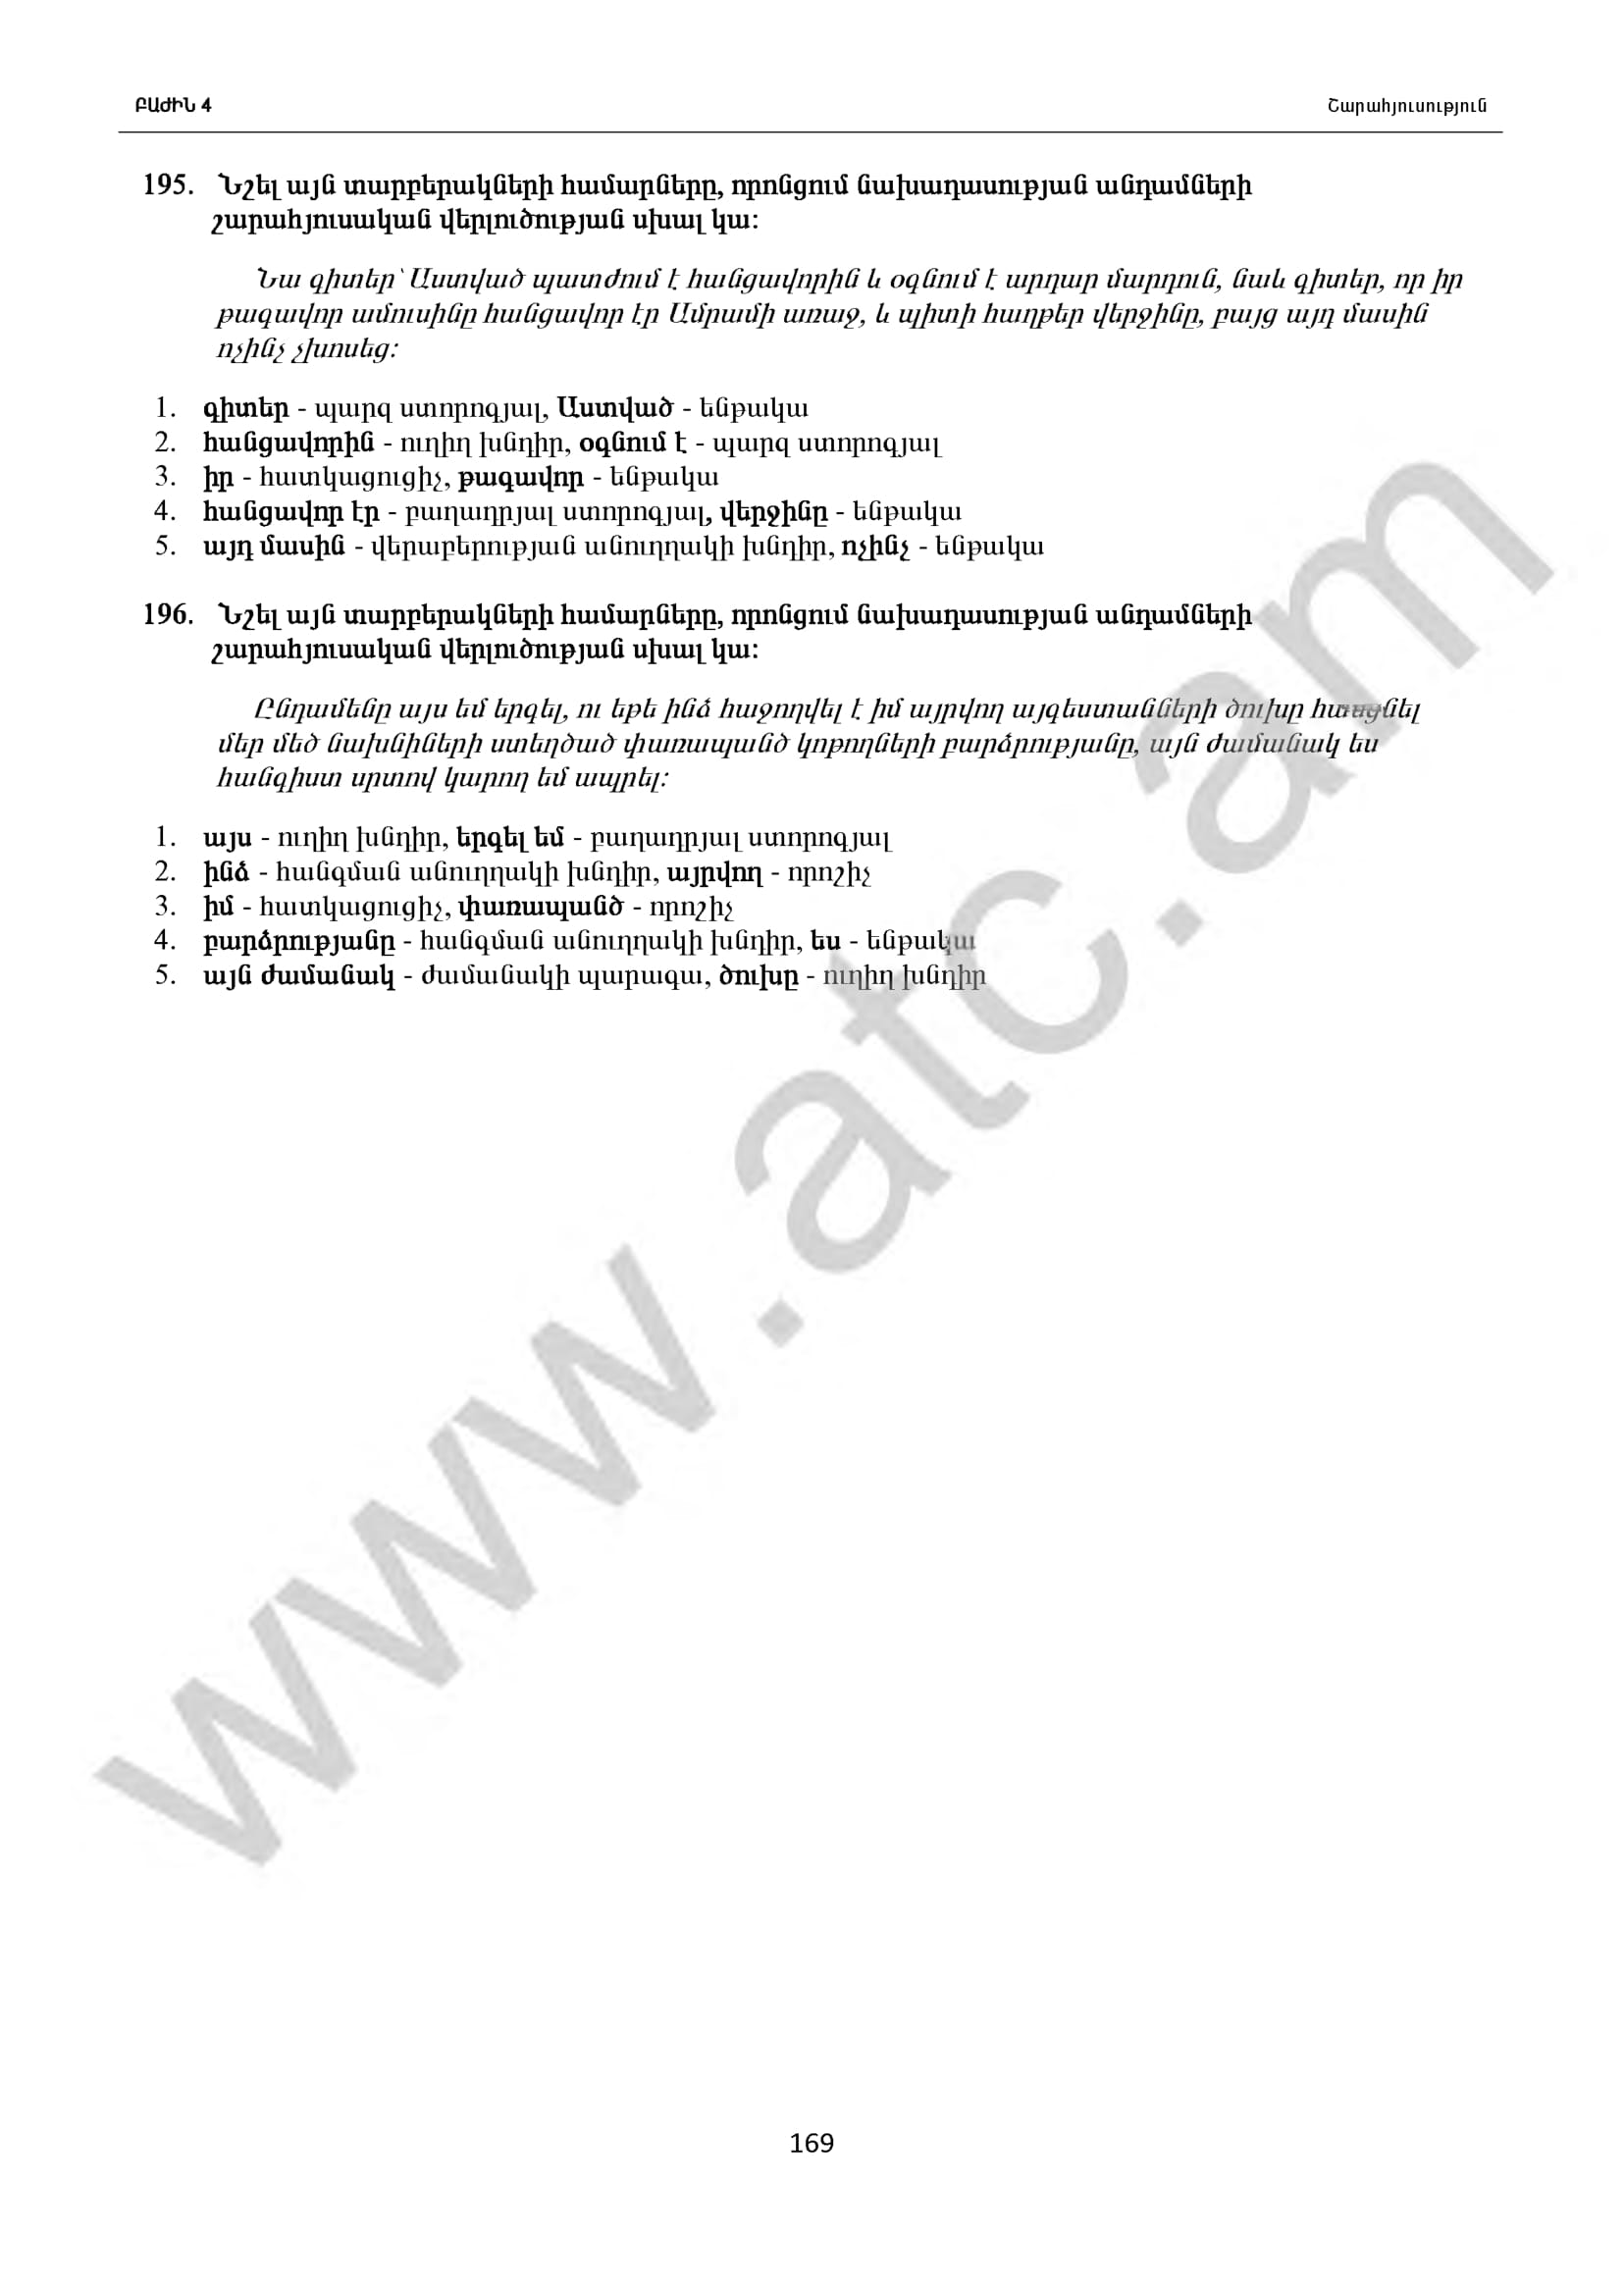 ԲԱԺԻՆ 4
Շարահյուսություն
195. Նշել այն տարբերակների համարները, որոնցում նախադասության անդամների
շարահյուսական վերլուծության սխալ կա:
Նա գիտեր՝ Աստված պատժում է հանցավորին և օգնում է արդար մարդուն, նաև գիտեր, որ իր
թագավոր ամուսինը հանցավոր էր Ամրամի առաջ, և պիտի հաղթեր վերջինը, բայց այդ մասին
ոչինչ չխոսեց:
1. գիտեր - պարզ ստորոգյալ, Աստված - ենթակա
2. հանցավորին - ուղիղ խնդիր, օգնում է - պարզ ստորոգյալ
3. իր - հատկացուցիչ, թագավոր - ենթակա
4. հանցավոր էր - բաղադրյալ ստորոգյալ, վերջինը - ենթակա
5. այդ մասին - վերաբերության անուղղակի խնդիր, ոչինչ - ենթակա
196. Նշել այն տարբերակների համարները, որոնցում նախադասության անդամների
շարահյուսական վերլուծության սխալ կա:
Ընդամենը այս եմ երգել, ու եթե ինձ հաջողվել է իմ այրվող այգեստանների ծուխը հասցնել
մեր մեծ նախնիների ստեղծած փառապանծ կոթողների բարձրությանը, այն ժամանակ ես
հանգիստ սրտով կարող եմ ապրել:
1. այս - ուղիղ խնդիր, երգել եմ - բաղադրյալ ստորոգյալ
2. ինձ - հանգման անուղղակի խնդիր, այրվող - որոշիչ
3. իմ - հատկացուցիչ, փառապանծ - որոշիչ
4. բարձրությանը - հանգման անուղղակի խնդիր, ես - ենթակա
5. այն ժամանակ - ժամանակի պարագա, ծուխը - ուղիղ խնդիր
www.atc.am
169